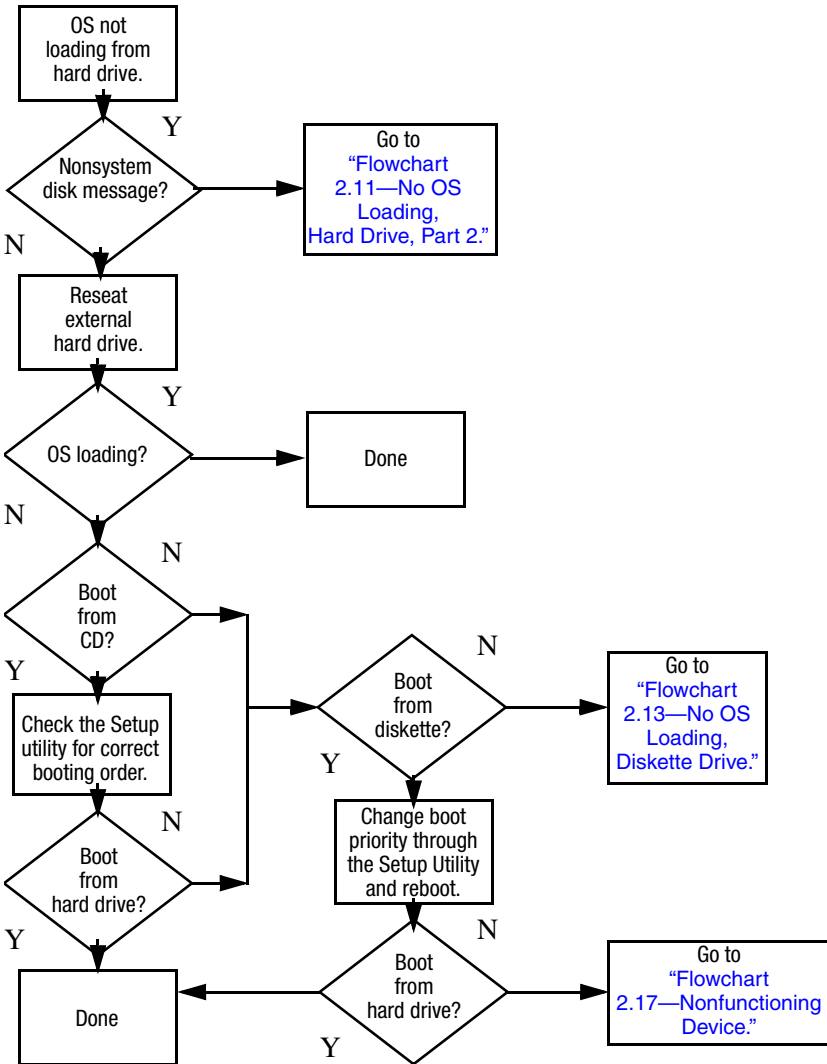 OS not
loading from
hard drive.
Y
Nonsystem
disk message?
Go to
“Flowchart
2.11—No OS
Loading,
Hard Drive, Part 2.”
N
Reseat
external
hard drive.
Y
OS loading?
Done
N
N
Boot
from
CD?
Y
Check the Setup
utility for correct
booting order.
N
Boot
from
hard drive?
Y
Done
N
Boot
from
diskette?
Go to
“Flowchart
2.13—No OS
Loading,
Diskette Drive.”
Y
Change boot
priority through
the Setup Utility
and reboot.
N
Boot
from
hard drive?
Go to
“Flowchart
2.17—Nonfunctioning
Device.”
Y